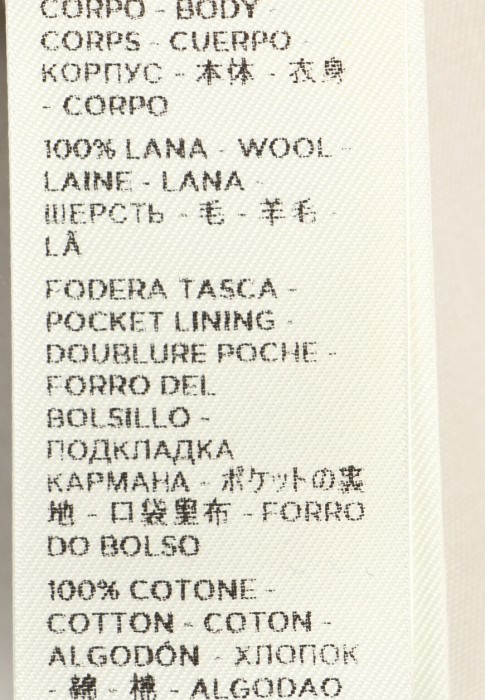 CORPO - BODY -
CORPS - CUERPO -
КОРПУС - 本体 - 衣身
- CORPO
100% LANA - WOOL -
LAINE - LANA -
ШЕРСТЬ - 毛 - 羊毛 -
LÃ
FODERA TASCA -
POCKET LINING -
DOUBLURE POCHE -
FORRO DEL
BOLSILLO -
ПОДКЛАДКА
КАРМАНА - ポケットの裏
地 - 口袋里布 - FORRO
DO BOLSO
100% COTONE -
COTTON - COTON -
ALGODÓN - ХЛОПОК
- 綿 - 棉 - ALGODAO